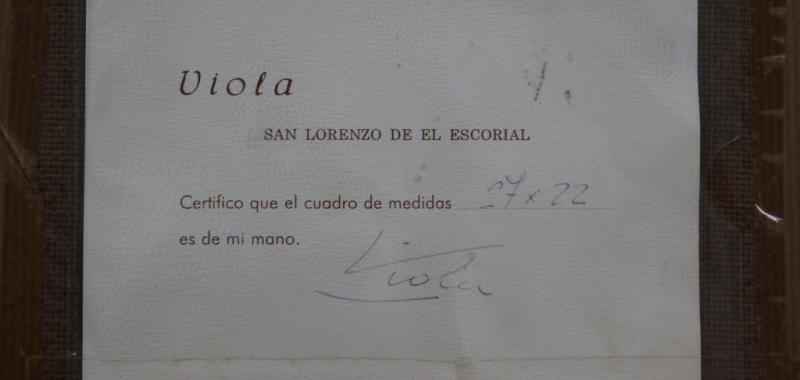 Viola
SAN LORENZO DE EL ESCORIAL
Certifico que el cuadro de medidas 27 x 22
es de mi mano.
Viola